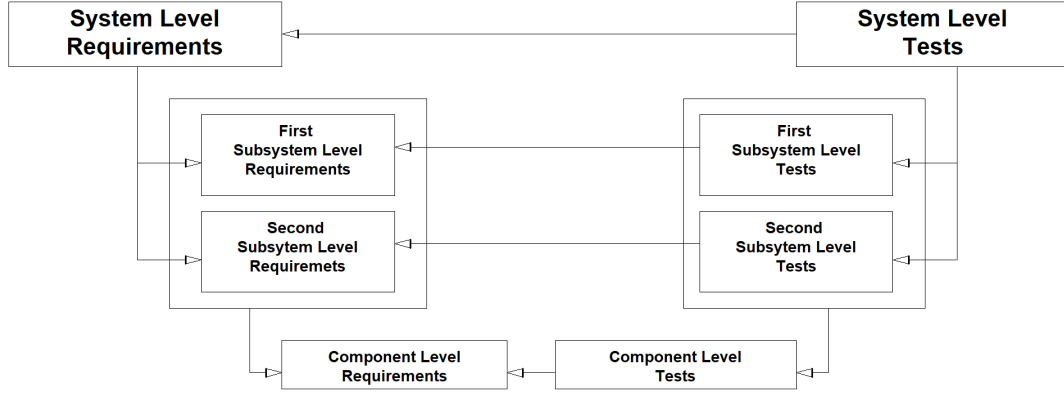 System Level
Requirements
System Level
Tests
First
Subsystem Level
Requirements
First
Subsystem Level
Tests
Second
Subsytem Level
Requiremets
Second
Subsytem Level
Tests
Component Level
Requirements
Component Level
Tests